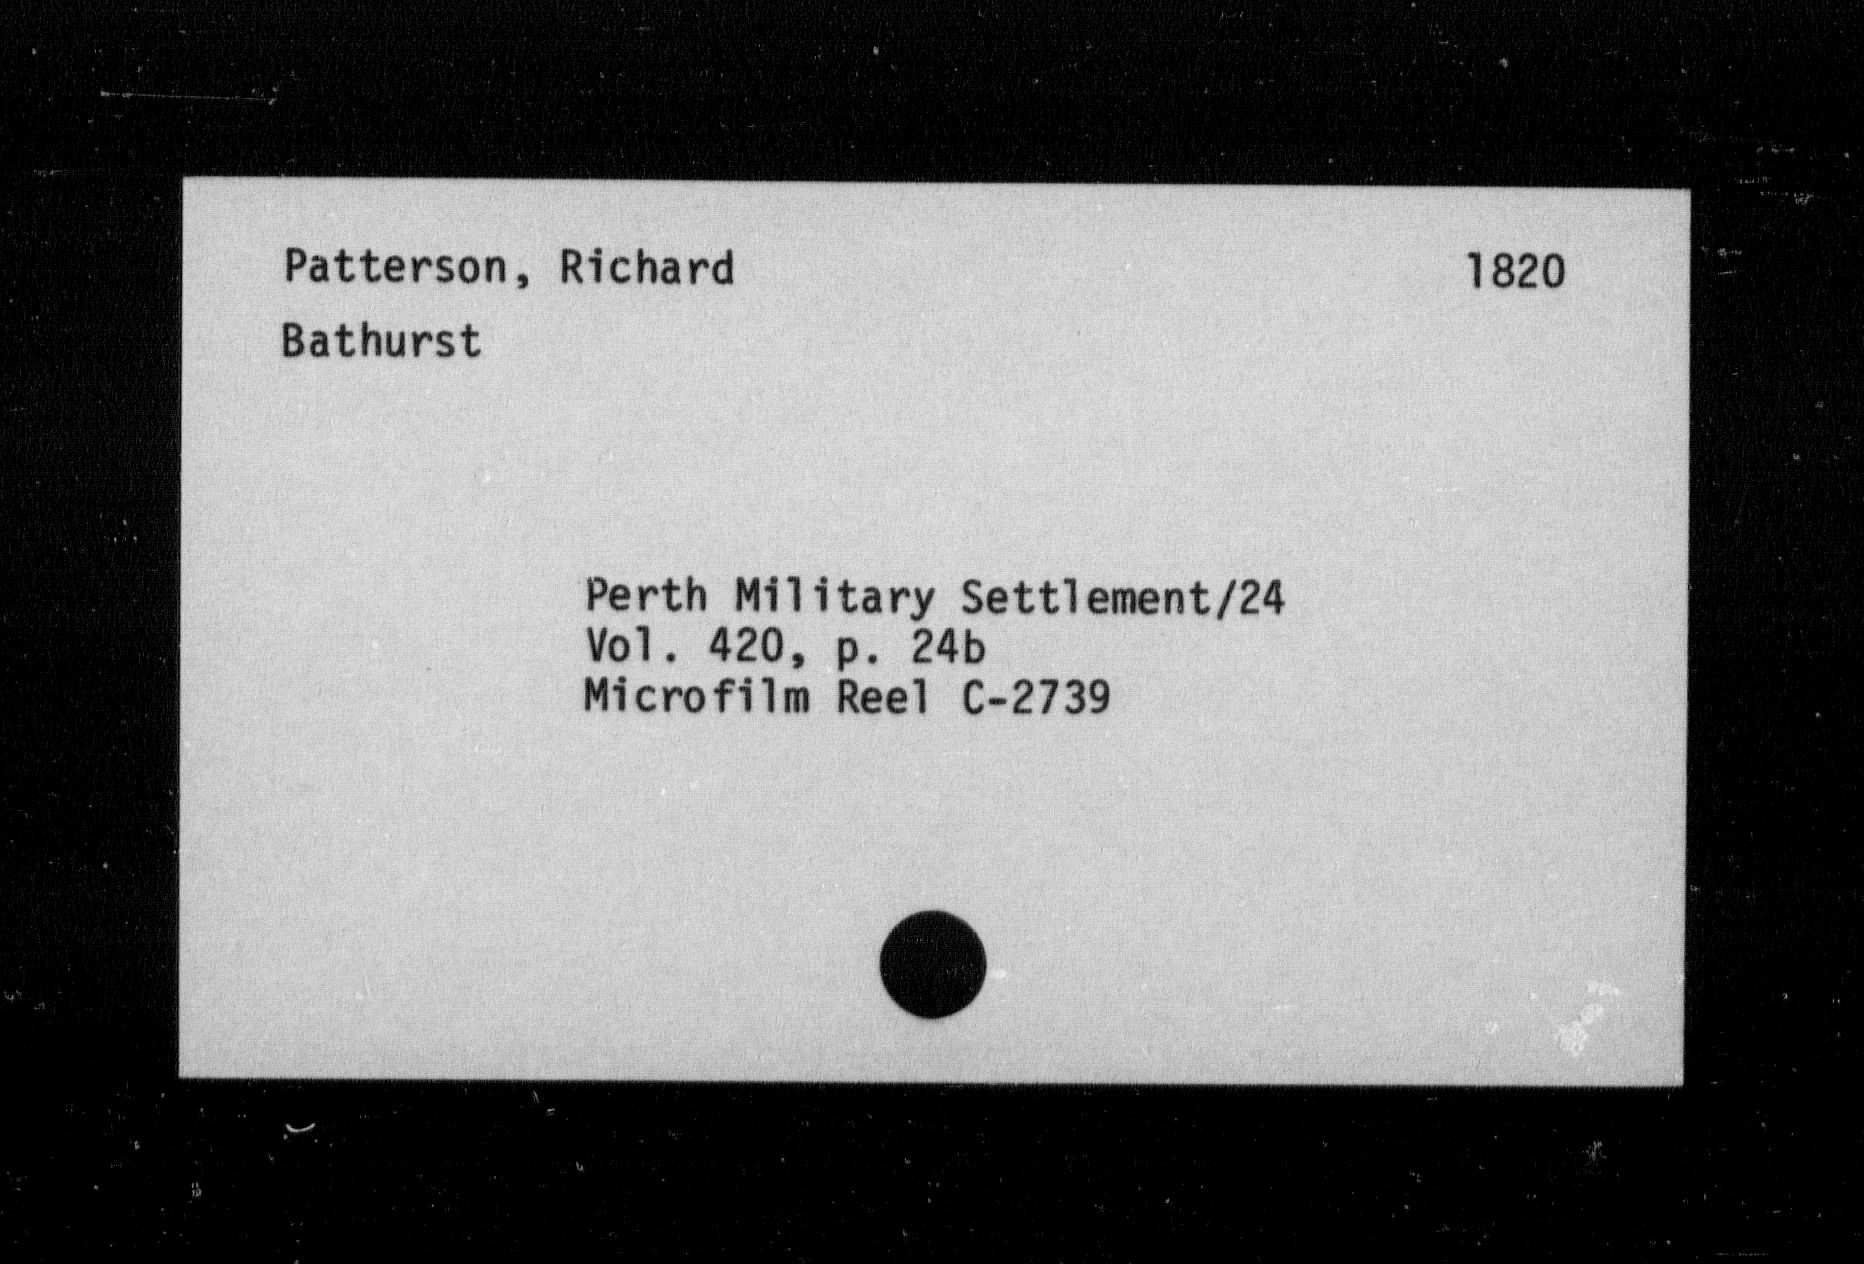 Patterson, Richard 1820
Bathurst
Perth Military Settlement/24
Vol. 420, p. 24b
Microfilm Reel C-2739